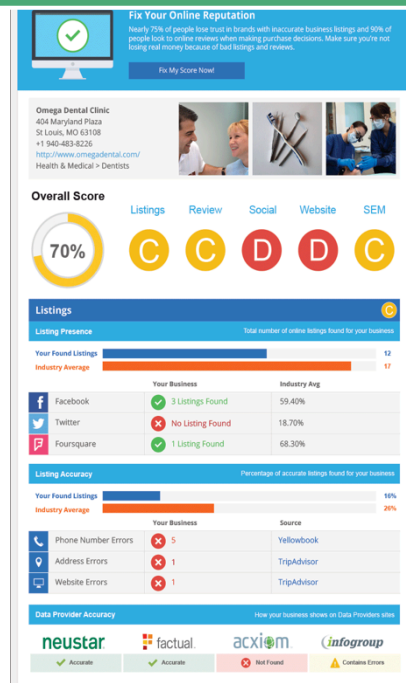 Fix Your Online Reputation
Nearly 75% of people lose trust in brands with inaccurate business listings and 90% of
people look to online reviews when making purchase decisions. Make sure you're not
losing real money because of bad listings and reviews.
Fix My Score Now!
Omega Dental Clinic
404 Maryland Plaza
St Louis, MO 63108
+1 940-483-8226
http://www.omegadental.com/
Health & Medical > Dentists
Overall Score
70%
Listings Review Social Website SEM
C C D D C
Listings C
Listing Presence Total number of online listings found for your business
Your Found Listings 12
Industry Average 17
Your Business Industry Avg
Facebook 3 Listings Found 59.40%
Twitter No Listing Found 18.70%
Foursquare 1 Listing Found 68.30%
Listing Accuracy Percentage of accurate listings found for your business
Your Found Listings 16%
Industry Average 26%
Your Business Source
Phone Number Errors 5 Yellowbook
Address Errors 1 TripAdvisor
Website Errors 1 TripAdvisor
Data Provider Accuracy How your business shows on Data Providers sites
neustar factual. acxiom infogroup
Accurate Accurate Not Found Contains Errors